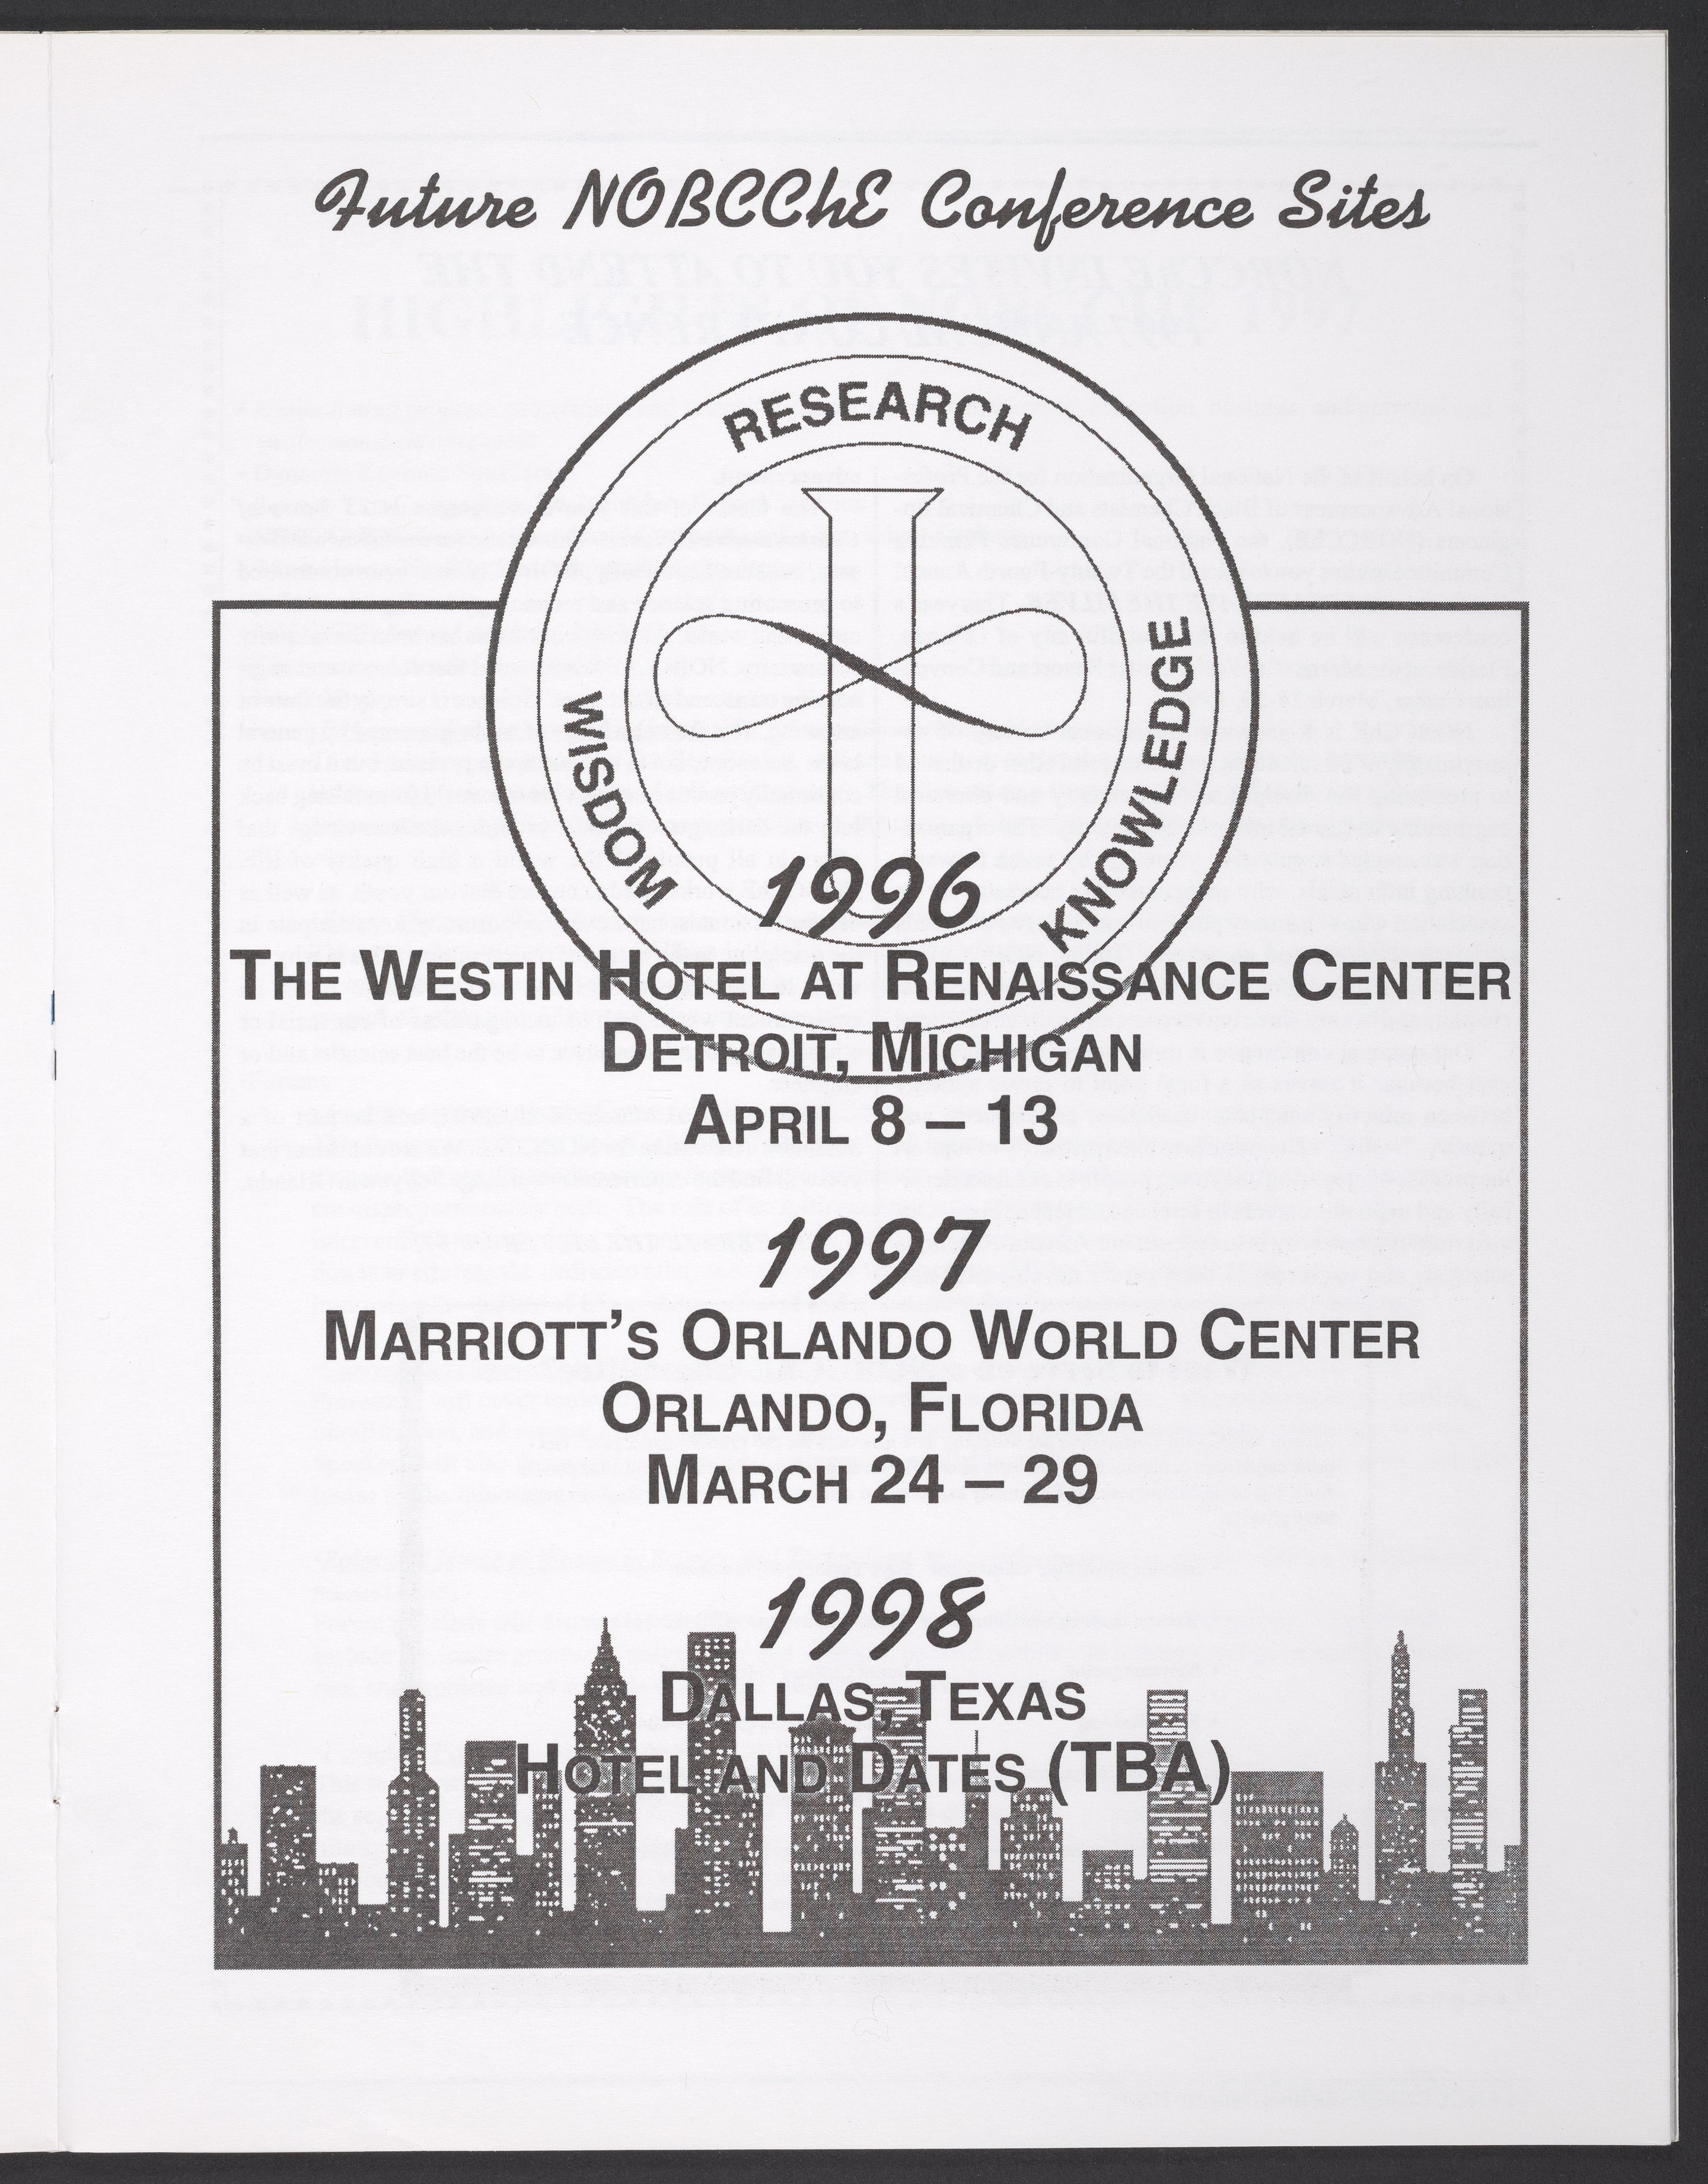 Future NOBCChE Conference Sites
RESEARCH
WISDOM
KNOWLEDGE
1996
THE WESTIN HOTEL AT RENAISSANCE CENTER
DETROIT, MICHIGAN
APRIL 8 – 13
1997
MARRIOTT'S ORLANDO WORLD CENTER
ORLANDO, FLORIDA
MARCH 24 – 29
1998
DALLAS, TEXAS
HOTEL AND DATES (TBA)